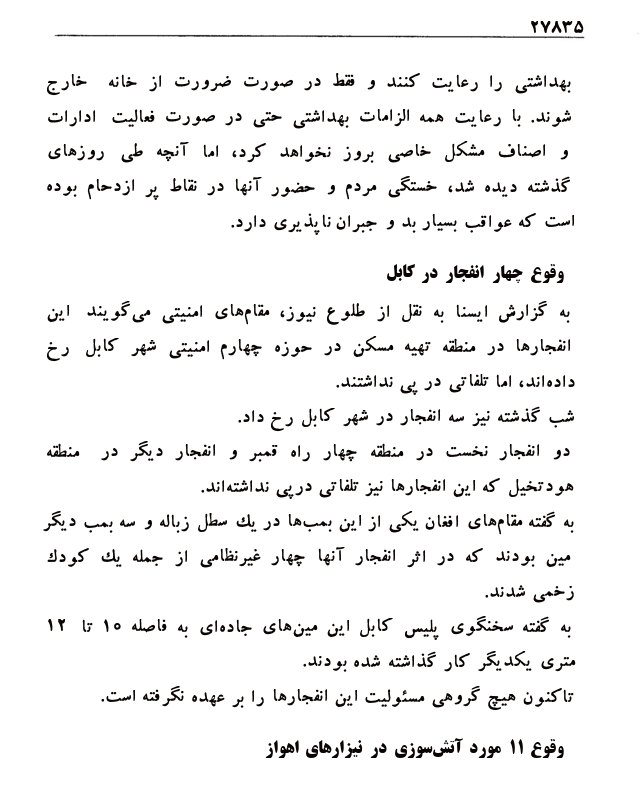 ۲۷۸۳۵
بهداشتی را رعایت کنند و فقط در صورت ضرورت از خانه خارج
شوند. با رعایت همه الزامات بهداشتی حتی در صورت فعالیت ادارات
و اصناف مشکل خاصی بروز نخواهد کرد، اما آنچه طی روزهای
گذشته دیده شد، خستگی مردم و حضور آنها در نقاط پر ازدحام بوده
است که عواقب بسیار بد و جبران ناپذیری دارد.
وقوع چهار انفجار در کابل
به گزارش ایسنا به نقل از طلوع نیوز، مقام‌های امنیتی می‌گویند این
انفجارها در منطقه تهیه مسکن در حوزه چهارم امنیتی شهر کابل رخ
داده‌اند، اما تلفاتی در پی نداشتند.
شب گذشته نیز سه انفجار در شهر کابل رخ داد.
دو انفجار نخست در منطقه چهار راه قمبر و انفجار دیگر در منطقه
هودتخیل که این انفجارها نیز تلفاتی درپی نداشته‌اند.
به گفته مقام‌های افغان یکی از این بمب‌ها در یك سطل زباله و سه بمب دیگر
مین بودند که در اثر انفجار آنها چهار غیرنظامی از جمله یك کودك
زخمی شدند.
به گفته سخنگوی پلیس کابل این مین‌های جاده‌ای به فاصله ۱۰ تا ۱۲
متری یکدیگر کار گذاشته شده بودند.
تاکنون هیچ گروهی مسئولیت این انفجارها را بر عهده نگرفته است.
وقوع ۱۱ مورد آتش‌سوزی در نیزارهای اهواز